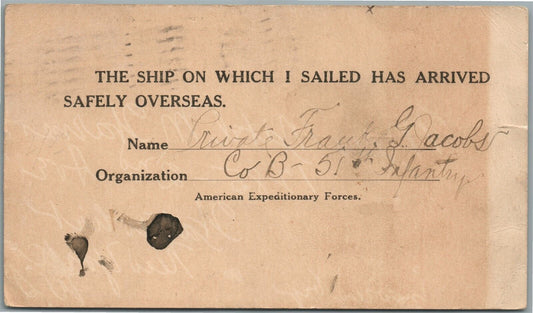 THE SHIP ON WHICH I SAILED HAS ARRIVED
SAFELY OVERSEAS.
Name Private Frank G. Jacobs
Organization Co B - 51st Infantry
American Expeditionary Forces.